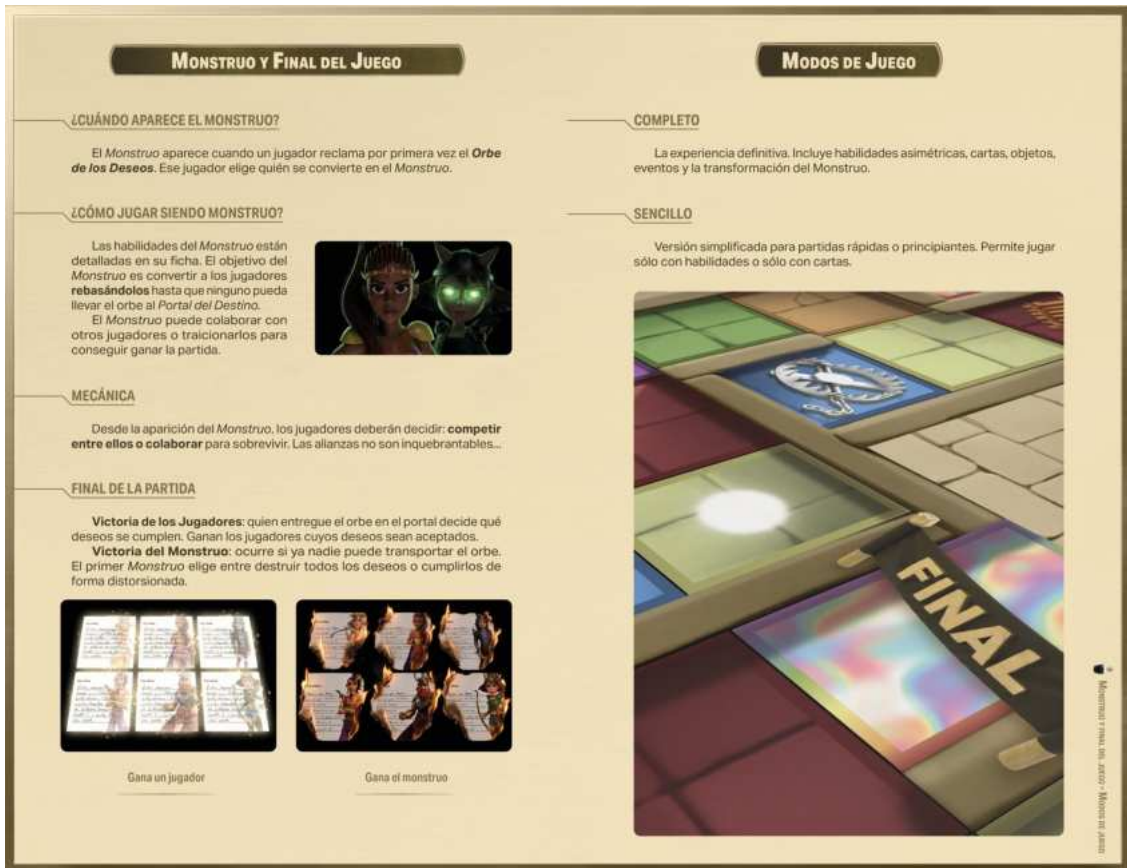 MONSTRUO Y FINAL DEL JUEGO
¿CUÁNDO APARECE EL MONSTRUO?
El Monstruo aparece cuando un jugador reclama por primera vez el Orbe
de los Deseos. Ese jugador elige quién se convierte en el Monstruo.
¿CÓMO JUGAR SIENDO MONSTRUO?
Las habilidades del Monstruo están
detalladas en su ficha. El objetivo del
Monstruo es convertir a los jugadores
rebasándolos hasta que ninguno pueda
llevar el orbe al Portal del Destino.
El Monstruo puede colaborar con
otros jugadores o traicionarlos para
conseguir ganar la partida.
MECÁNICA
Desde la aparición del Monstruo, los jugadores deberán decidir: competir
entre ellos o colaborar para sobrevivir. Las alianzas no son inquebrantables...
FINAL DE LA PARTIDA
Victoria de los Jugadores: quien entregue el orbe en el portal decide qué
deseos se cumplen. Ganan los jugadores cuyos deseos sean aceptados.
Victoria del Monstruo: ocurre si ya nadie puede transportar el orbe.
El primer Monstruo elige entre destruir todos los deseos o cumplirlos de
forma distorsionada.
Gana un jugador
Gana el monstruo
MODOS DE JUEGO
COMPLETO
La experiencia definitiva. Incluye habilidades asimétricas, cartas, objetos,
eventos y la transformación del Monstruo.
SENCILLO
Versión simplificada para partidas rápidas o principiantes. Permite jugar
sólo con habilidades o sólo con cartas.
FINAL
MONSTRUO Y FINAL DEL JUEGO - MODOS DE JUEGO